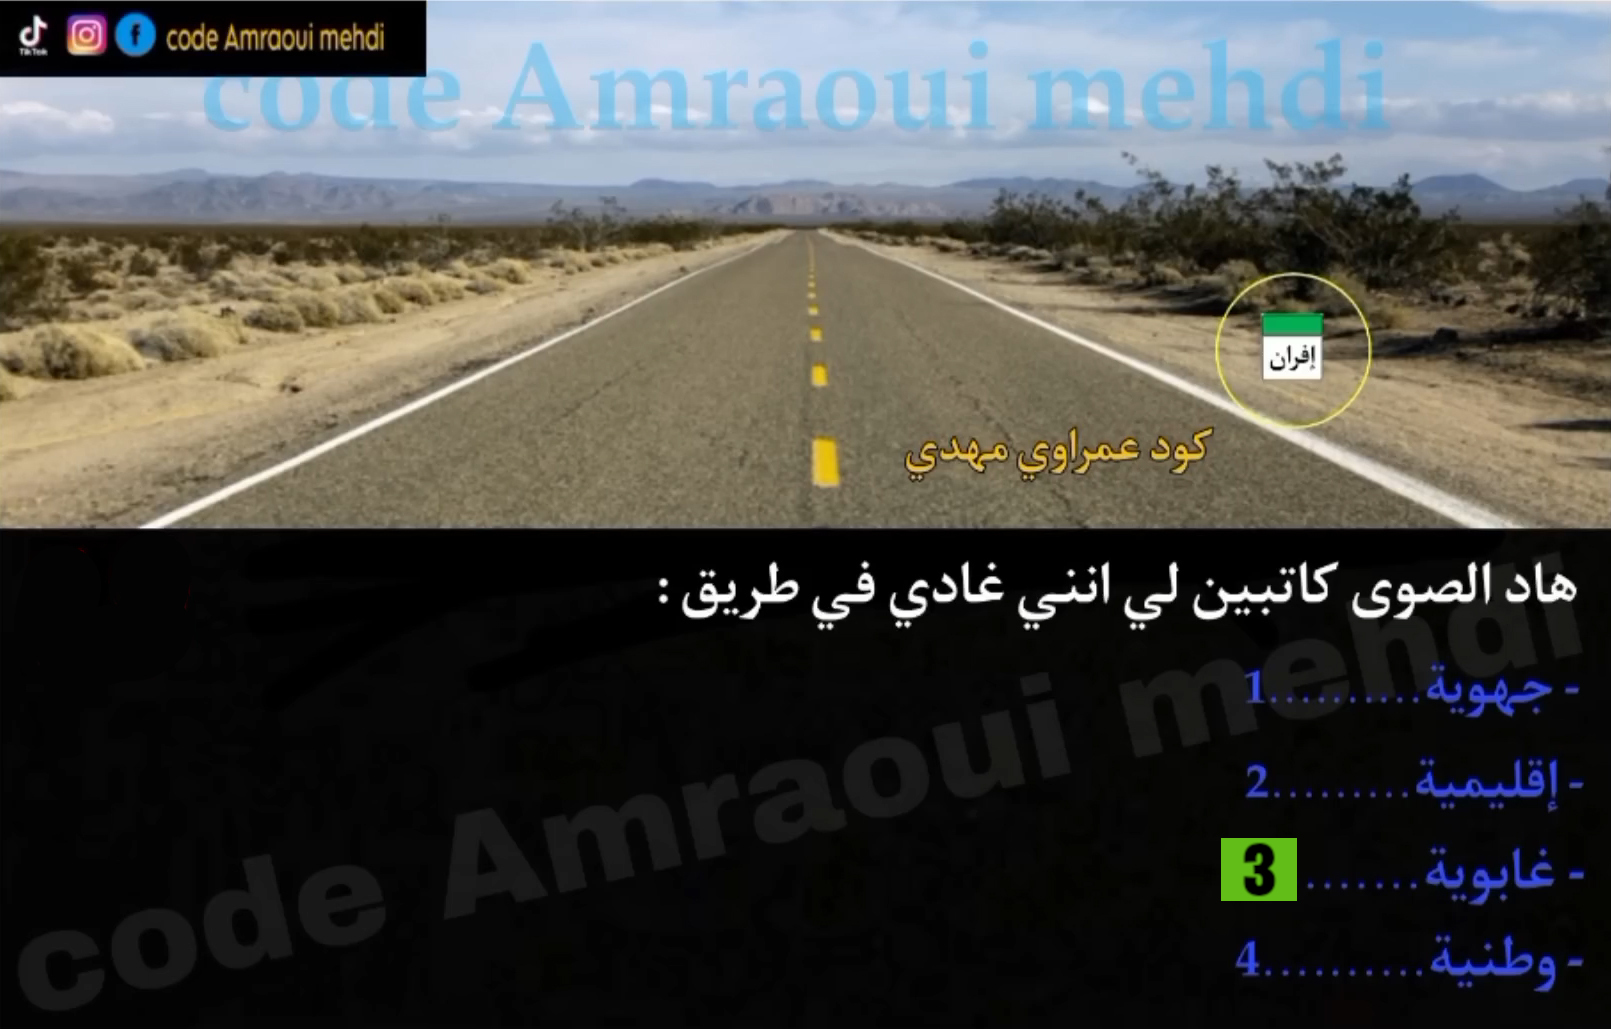 TikTok
code Amraoui mehdi
code Amraoui mehdi
إفران
كود عمراوي مهدي
هاد الصوى كاتبين لي انني غادي في طريق :
- جهوية..........1
- إقليمية.........2
- غابوية....... 3
- وطنية..........4
code Amraoui mehdi